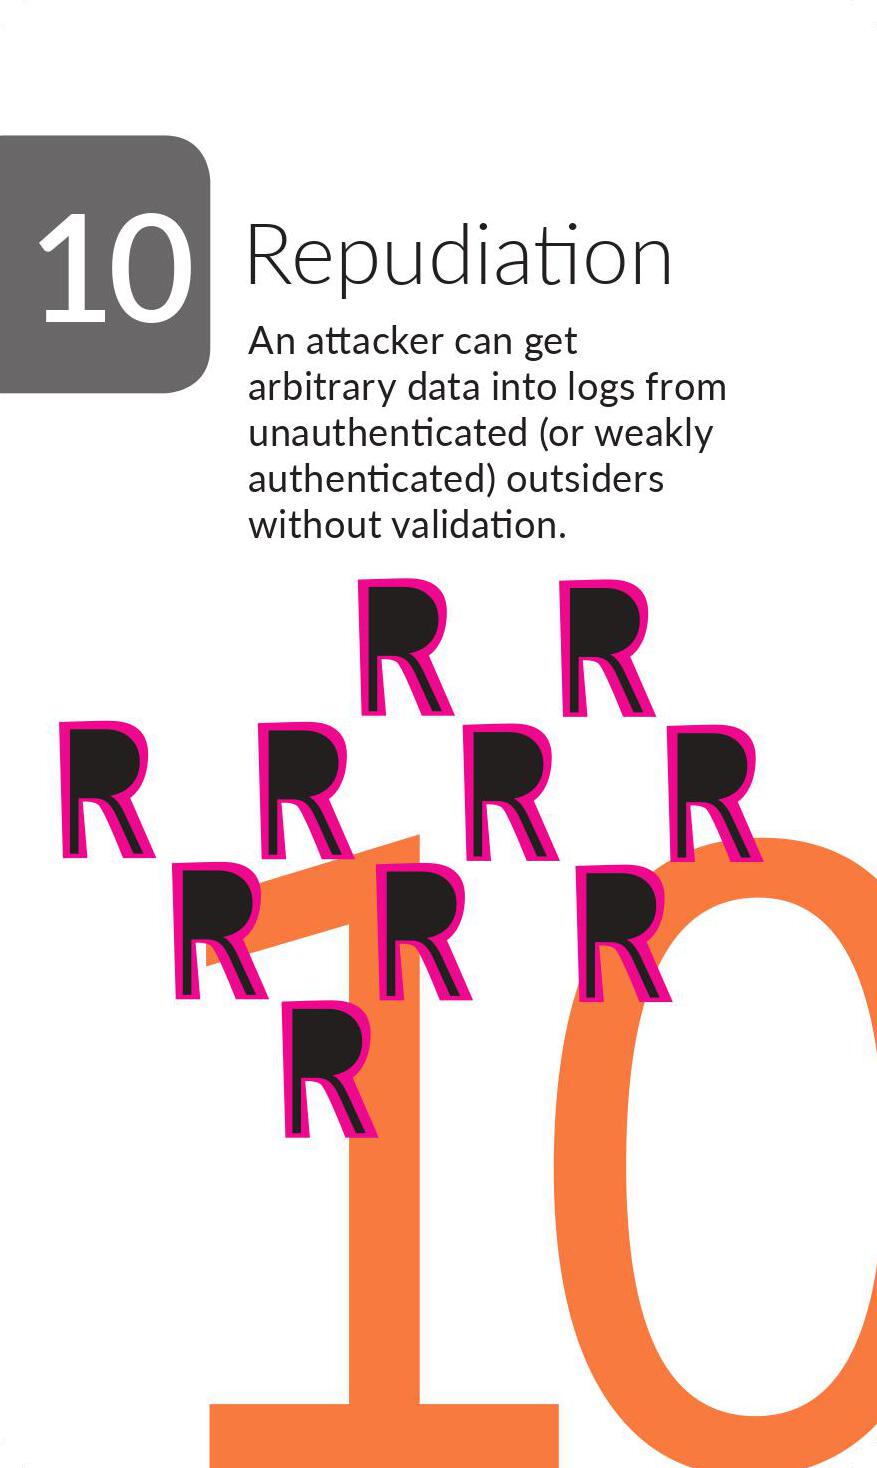 10
Repudiation
An attacker can get
arbitrary data into logs from
unauthenticated (or weakly
authenticated) outsiders
without validation.
R R
R R R R
R R R
R
10